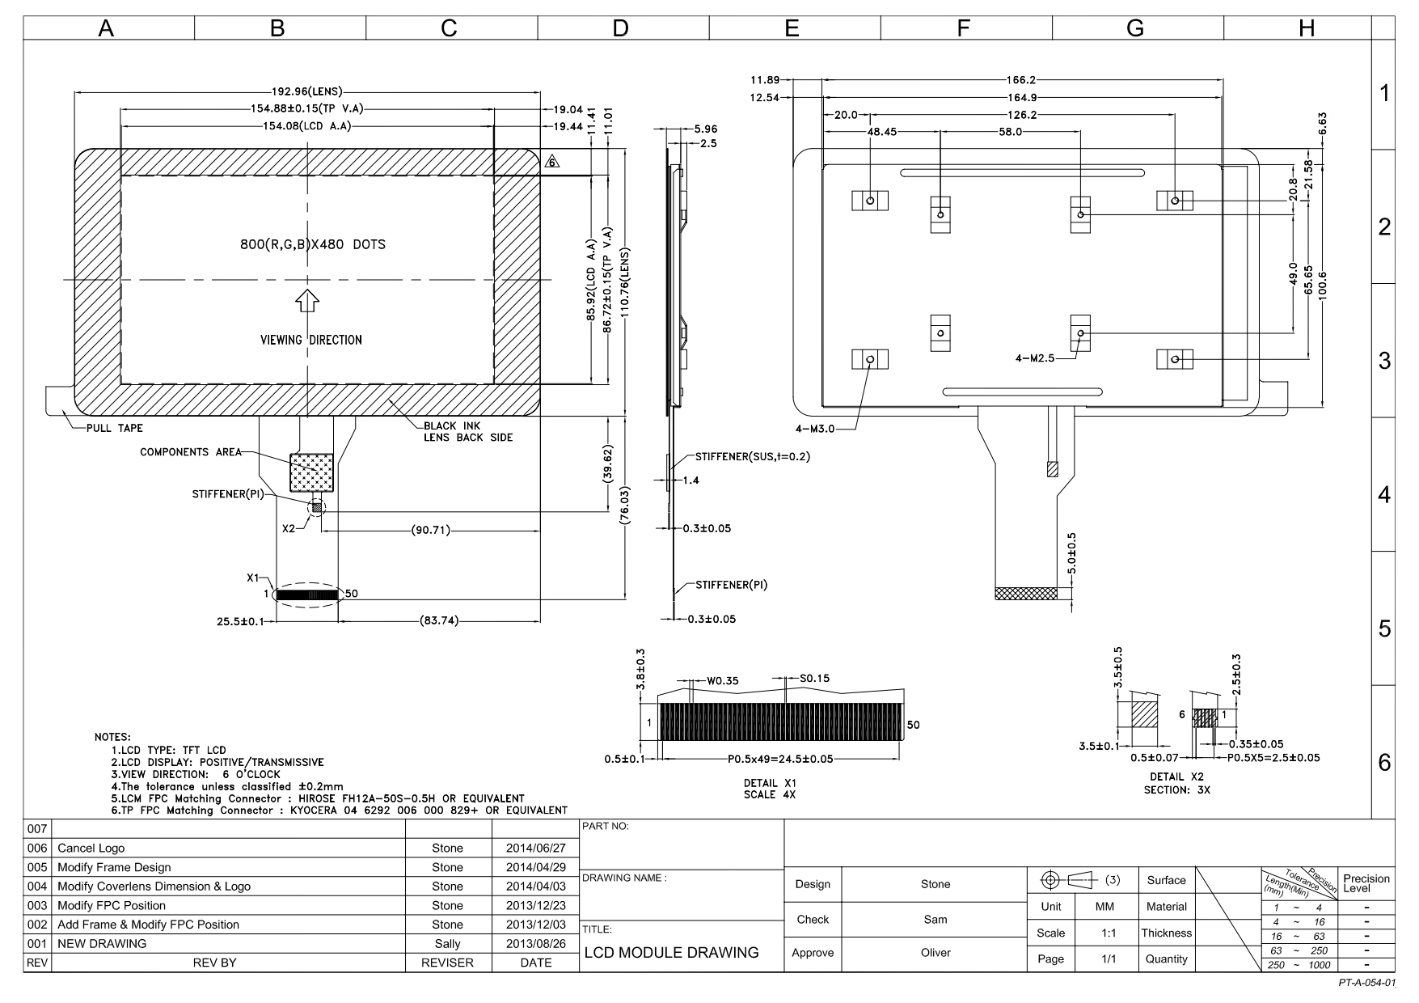 A B C D E F G H
1
2
3
4
5
6
192.96(LENS)
154.88±0.15(TP V.A)
154.08(LCD A.A)
19.04
19.44
11.41
11.01
6
800(R,G,B)X480 DOTS
VIEWING DIRECTION
85.92(LCD A.A)
86.72±0.15(TP V.A)
110.76(LENS)
PULL TAPE
BLACK INK
LENS BACK SIDE
COMPONENTS AREA
STIFFENER(PI)
X2
(90.71)
(39.62)
(76.03)
X1
1
50
25.5±0.1
(83.74)
5.96
2.5
STIFFENER(SUS,t=0.2)
1.4
0.3±0.05
STIFFENER(PI)
0.3±0.05
11.89
166.2
12.54
164.9
20.0
126.2
48.45
58.0
6.63
21.58
20.8
49.0
65.65
100.6
4-M2.5
4-M3.0
5.0±0.5
3.8±0.3
W0.35
S0.15
1
50
0.5±0.1
P0.5x49=24.5±0.05
DETAIL X1
SCALE 4X
3.5±0.5
2.5±0.3
6
1
3.5±0.1
0.35±0.05
0.5±0.07
P0.5X5=2.5±0.05
DETAIL X2
SECTION: 3X
NOTES:
1.LCD TYPE: TFT LCD
2.LCD DISPLAY: POSITIVE/TRANSMISSIVE
3.VIEW DIRECTION: 6 O'CLOCK
4.The tolerance unless classified ±0.2mm
5.LCM FPC Matching Connector : HIROSE FH12A-50S-0.5H OR EQUIVALENT
6.TP FPC Matching Connector : KYOCERA 04 6292 006 000 829+ OR EQUIVALENT
007
006 Cancel Logo Stone 2014/06/27
005 Modify Frame Design Stone 2014/04/29
004 Modify Coverlens Dimension & Logo Stone 2014/04/03
003 Modify FPC Position Stone 2013/12/23
002 Add Frame & Modify FPC Position Stone 2013/12/03
001 NEW DRAWING Sally 2013/08/26
REV REV BY REVISER DATE
PART NO:
DRAWING NAME :
TITLE:
LCD MODULE DRAWING
Design Stone
Check Sam
Approve Oliver
(3) Surface
Unit MM Material
Scale 1:1 Thickness
Page 1/1 Quantity
Length(Min)
(mm)
Tolerance
Precision
Precision
Level
1 ~ 4 -
4 ~ 16 -
16 ~ 63 -
63 ~ 250 -
250 ~ 1000 -
PT-A-054-01